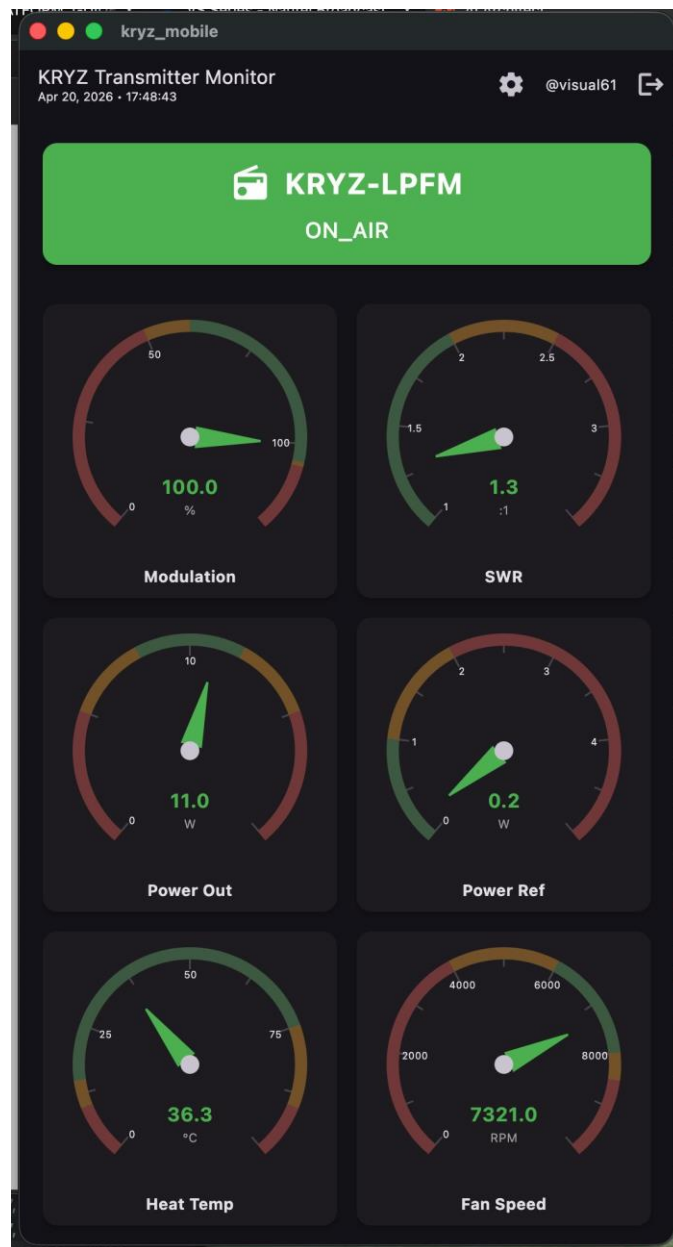 kryz_mobile
KRYZ Transmitter Monitor
Apr 20, 2026 • 17:48:43
@visual61
KRYZ-LPFM
ON_AIR
0
50
100
100.0
%
Modulation
1
1.5
2
2.5
3
1.3
:1
SWR
0
10
11.0
W
Power Out
0
1
2
3
4
0.2
W
Power Ref
0
25
50
75
36.3
°C
Heat Temp
0
2000
4000
6000
8000
7321.0
RPM
Fan Speed